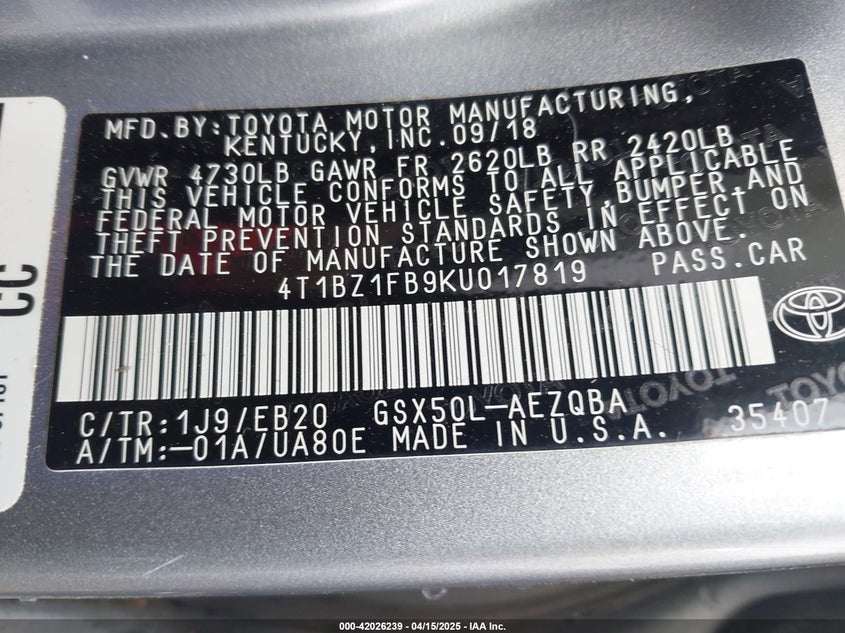 MFD.BY:TOYOTA MOTOR MANUFACTURING,
KENTUCKY,INC.09/18
GVWR 4730LB GAWR FR 2620LB RR 2420LB
THIS VEHICLE CONFORMS TO ALL APPLICABLE
FEDERAL MOTOR VEHICLE SAFETY,BUMPER,AND
THEFT PREVENTION STANDARDS IN EFFECT ON
THE DATE OF MANUFACTURE SHOWN ABOVE.
4T1BZ1FB9KU017819 PASS.CAR
C/TR:1J9/EB20 GSX50L-AEZQBA
A/TM:-01A/UA80E MADE IN U.S.A. 35407
CC
000-42026239 - 04/15/2025 - IAA Inc.